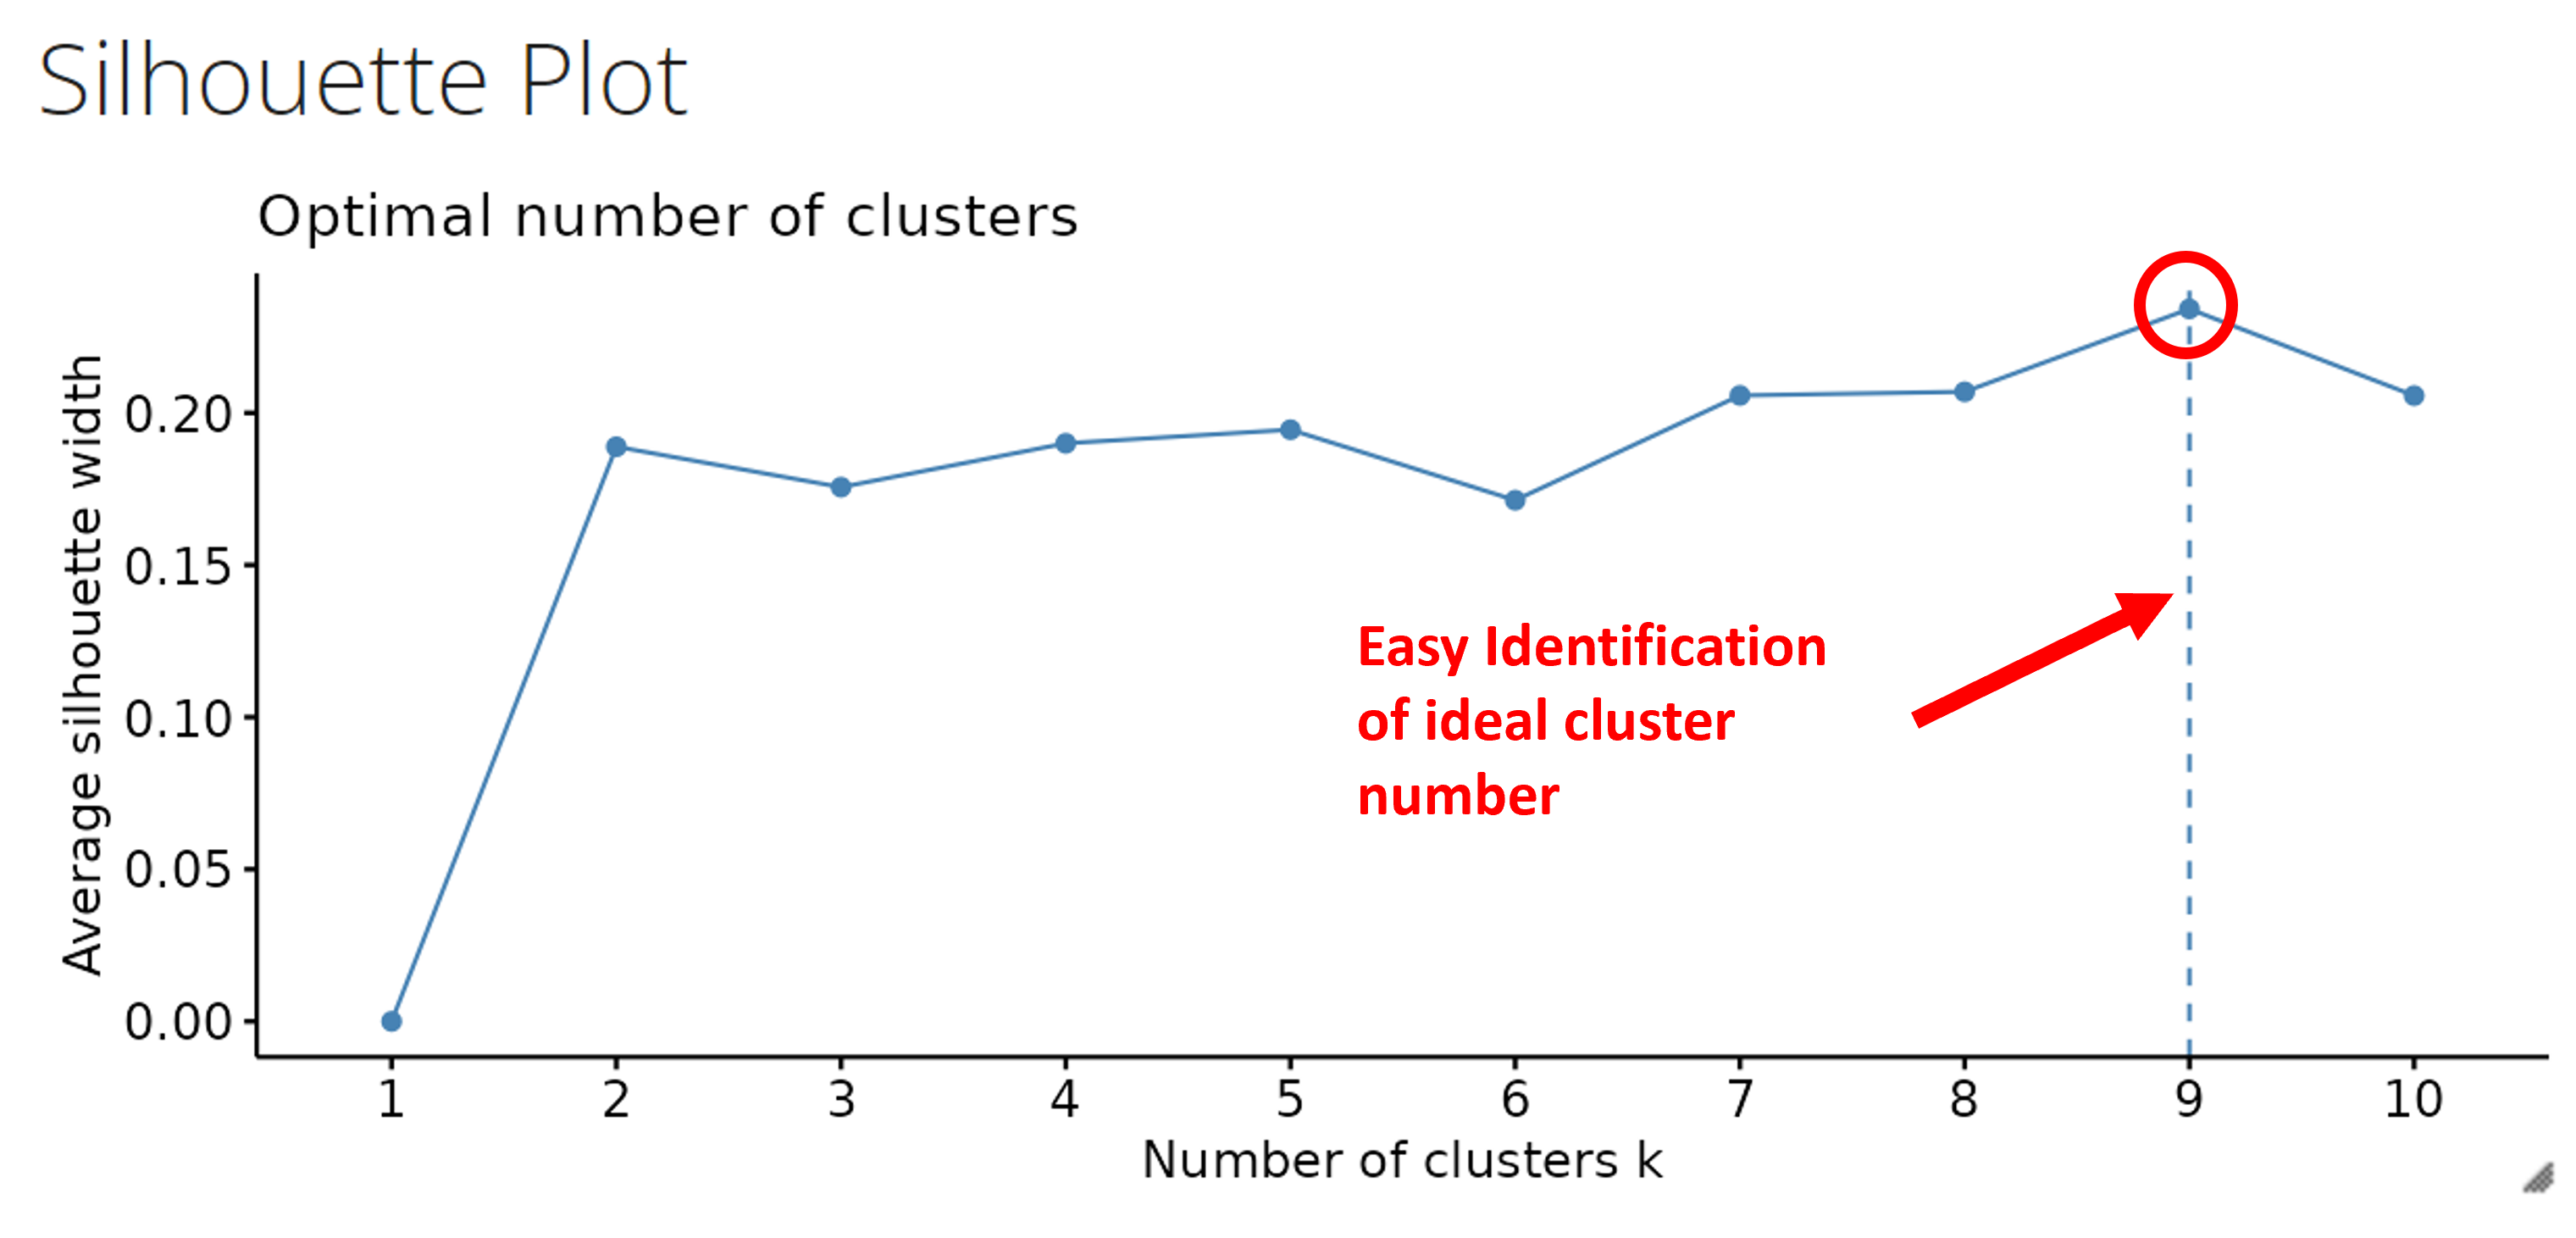 Silhouette Plot
Optimal number of clusters
Average silhouette width
0.20
0.15
0.10
0.05
0.00
Easy Identification
of ideal cluster
number
1 2 3 4 5 6 7 8 9 10
Number of clusters k